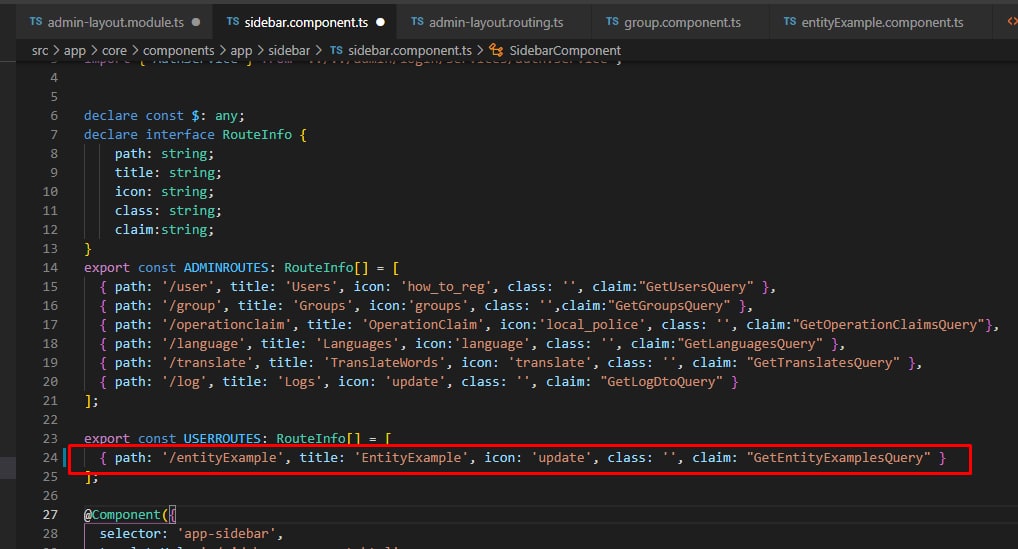 TS admin-layout.module.ts ● TS sidebar.component.ts ● TS admin-layout.routing.ts TS group.component.ts TS entityExample.component.ts <>
src > app > core > components > app > sidebar > TS sidebar.component.ts > SidebarComponent
4
5
6 declare const $: any;
7 declare interface RouteInfo {
8 path: string;
9 title: string;
10 icon: string;
11 class: string;
12 claim:string;
13 }
14 export const ADMINROUTES: RouteInfo[] = [
15 { path: '/user', title: 'Users', icon: 'how_to_reg', class: '', claim:"GetUsersQuery" },
16 { path: '/group', title: 'Groups', icon:'groups', class: '',claim:"GetGroupsQuery" },
17 { path: '/operationclaim', title: 'OperationClaim', icon:'local_police', class: '', claim:"GetOperationClaimsQuery"},
18 { path: '/language', title: 'Languages', icon:'language', class: '', claim:"GetLanguagesQuery" },
19 { path: '/translate', title: 'TranslateWords', icon: 'translate', class: '', claim: "GetTranslatesQuery" },
20 { path: '/log', title: 'Logs', icon: 'update', class: '', claim: "GetLogDtoQuery" }
21 ];
22
23 export const USERROUTES: RouteInfo[] = [
24 { path: '/entityExample', title: 'EntityExample', icon: 'update', class: '', claim: "GetEntityExamplesQuery" }
25 ];
26
27 @Component({
28 selector: 'app-sidebar',